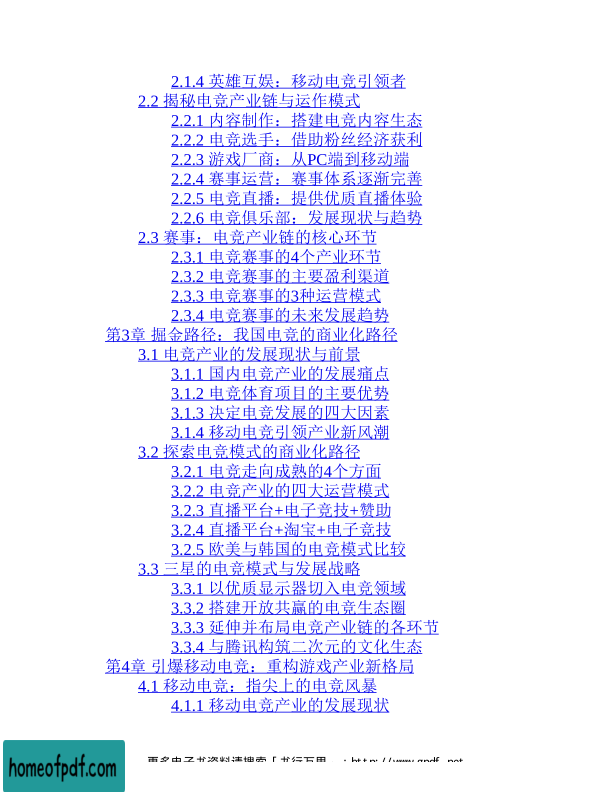 2.1.4 英雄互娱：移动电竞引领者
2.2 揭秘电竞产业链与运作模式
2.2.1 内容制作：搭建电竞内容生态
2.2.2 电竞选手：借助粉丝经济获利
2.2.3 游戏厂商：从PC端到移动端
2.2.4 赛事运营：赛事体系逐渐完善
2.2.5 电竞直播：提供优质直播体验
2.2.6 电竞俱乐部：发展现状与趋势
2.3 赛事：电竞产业链的核心环节
2.3.1 电竞赛事的4个产业环节
2.3.2 电竞赛事的主要盈利渠道
2.3.3 电竞赛事的3种运营模式
2.3.4 电竞赛事的未来发展趋势
第3章 掘金路径：我国电竞的商业化路径
3.1 电竞产业的发展现状与前景
3.1.1 国内电竞产业的发展痛点
3.1.2 电竞体育项目的主要优势
3.1.3 决定电竞发展的四大因素
3.1.4 移动电竞引领产业新风潮
3.2 探索电竞模式的商业化路径
3.2.1 电竞走向成熟的4个方面
3.2.2 电竞产业的四大运营模式
3.2.3 直播平台+电子竞技+赞助
3.2.4 直播平台+淘宝+电子竞技
3.2.5 欧美与韩国的电竞模式比较
3.3 三星的电竞模式与发展战略
3.3.1 以优质显示器切入电竞领域
3.3.2 搭建开放共赢的电竞生态圈
3.3.3 延伸并布局电竞产业链的各环节
3.3.4 与腾讯构筑二次元的文化生态
第4章 引爆移动电竞：重构游戏产业新格局
4.1 移动电竞：指尖上的电竞风暴
4.1.1 移动电竞产业的发展现状
更多电子书资料请搜索「书行万里
homeofpdf.com